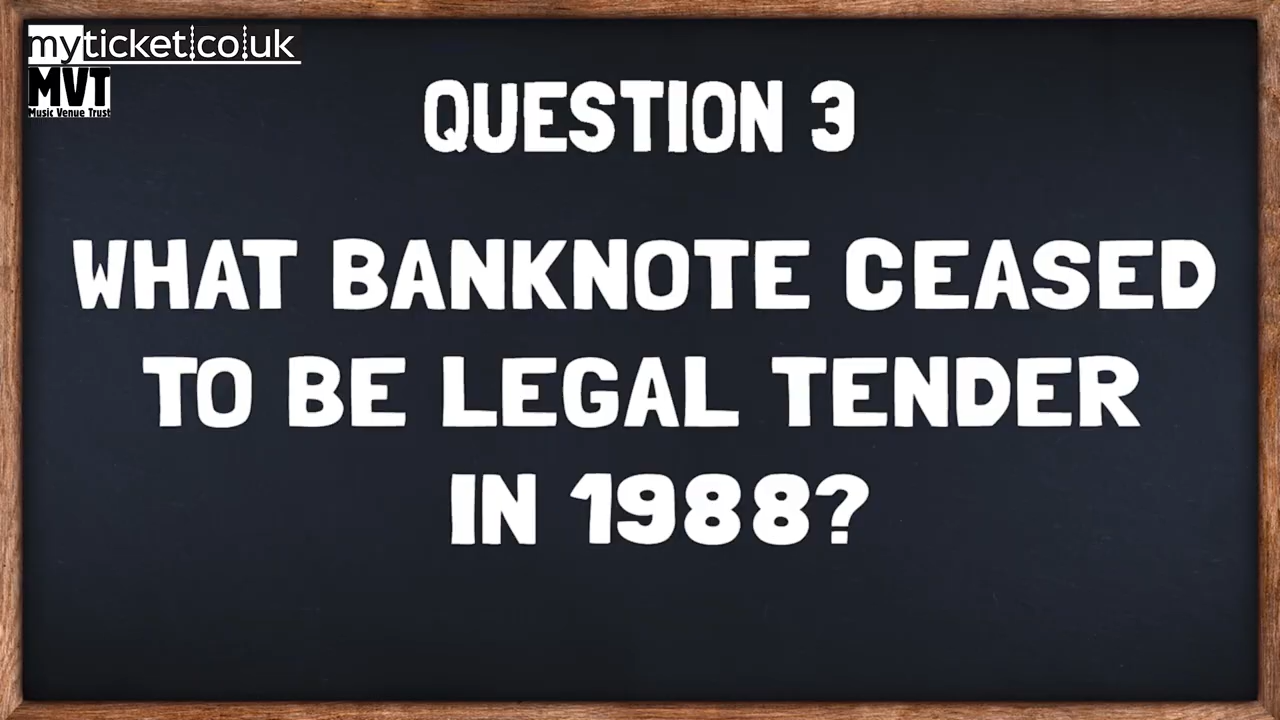 myticket.co.uk
MVT
Music Venue Trust
QUESTION 3
WHAT BANKNOTE CEASED
TO BE LEGAL TENDER
IN 1988?